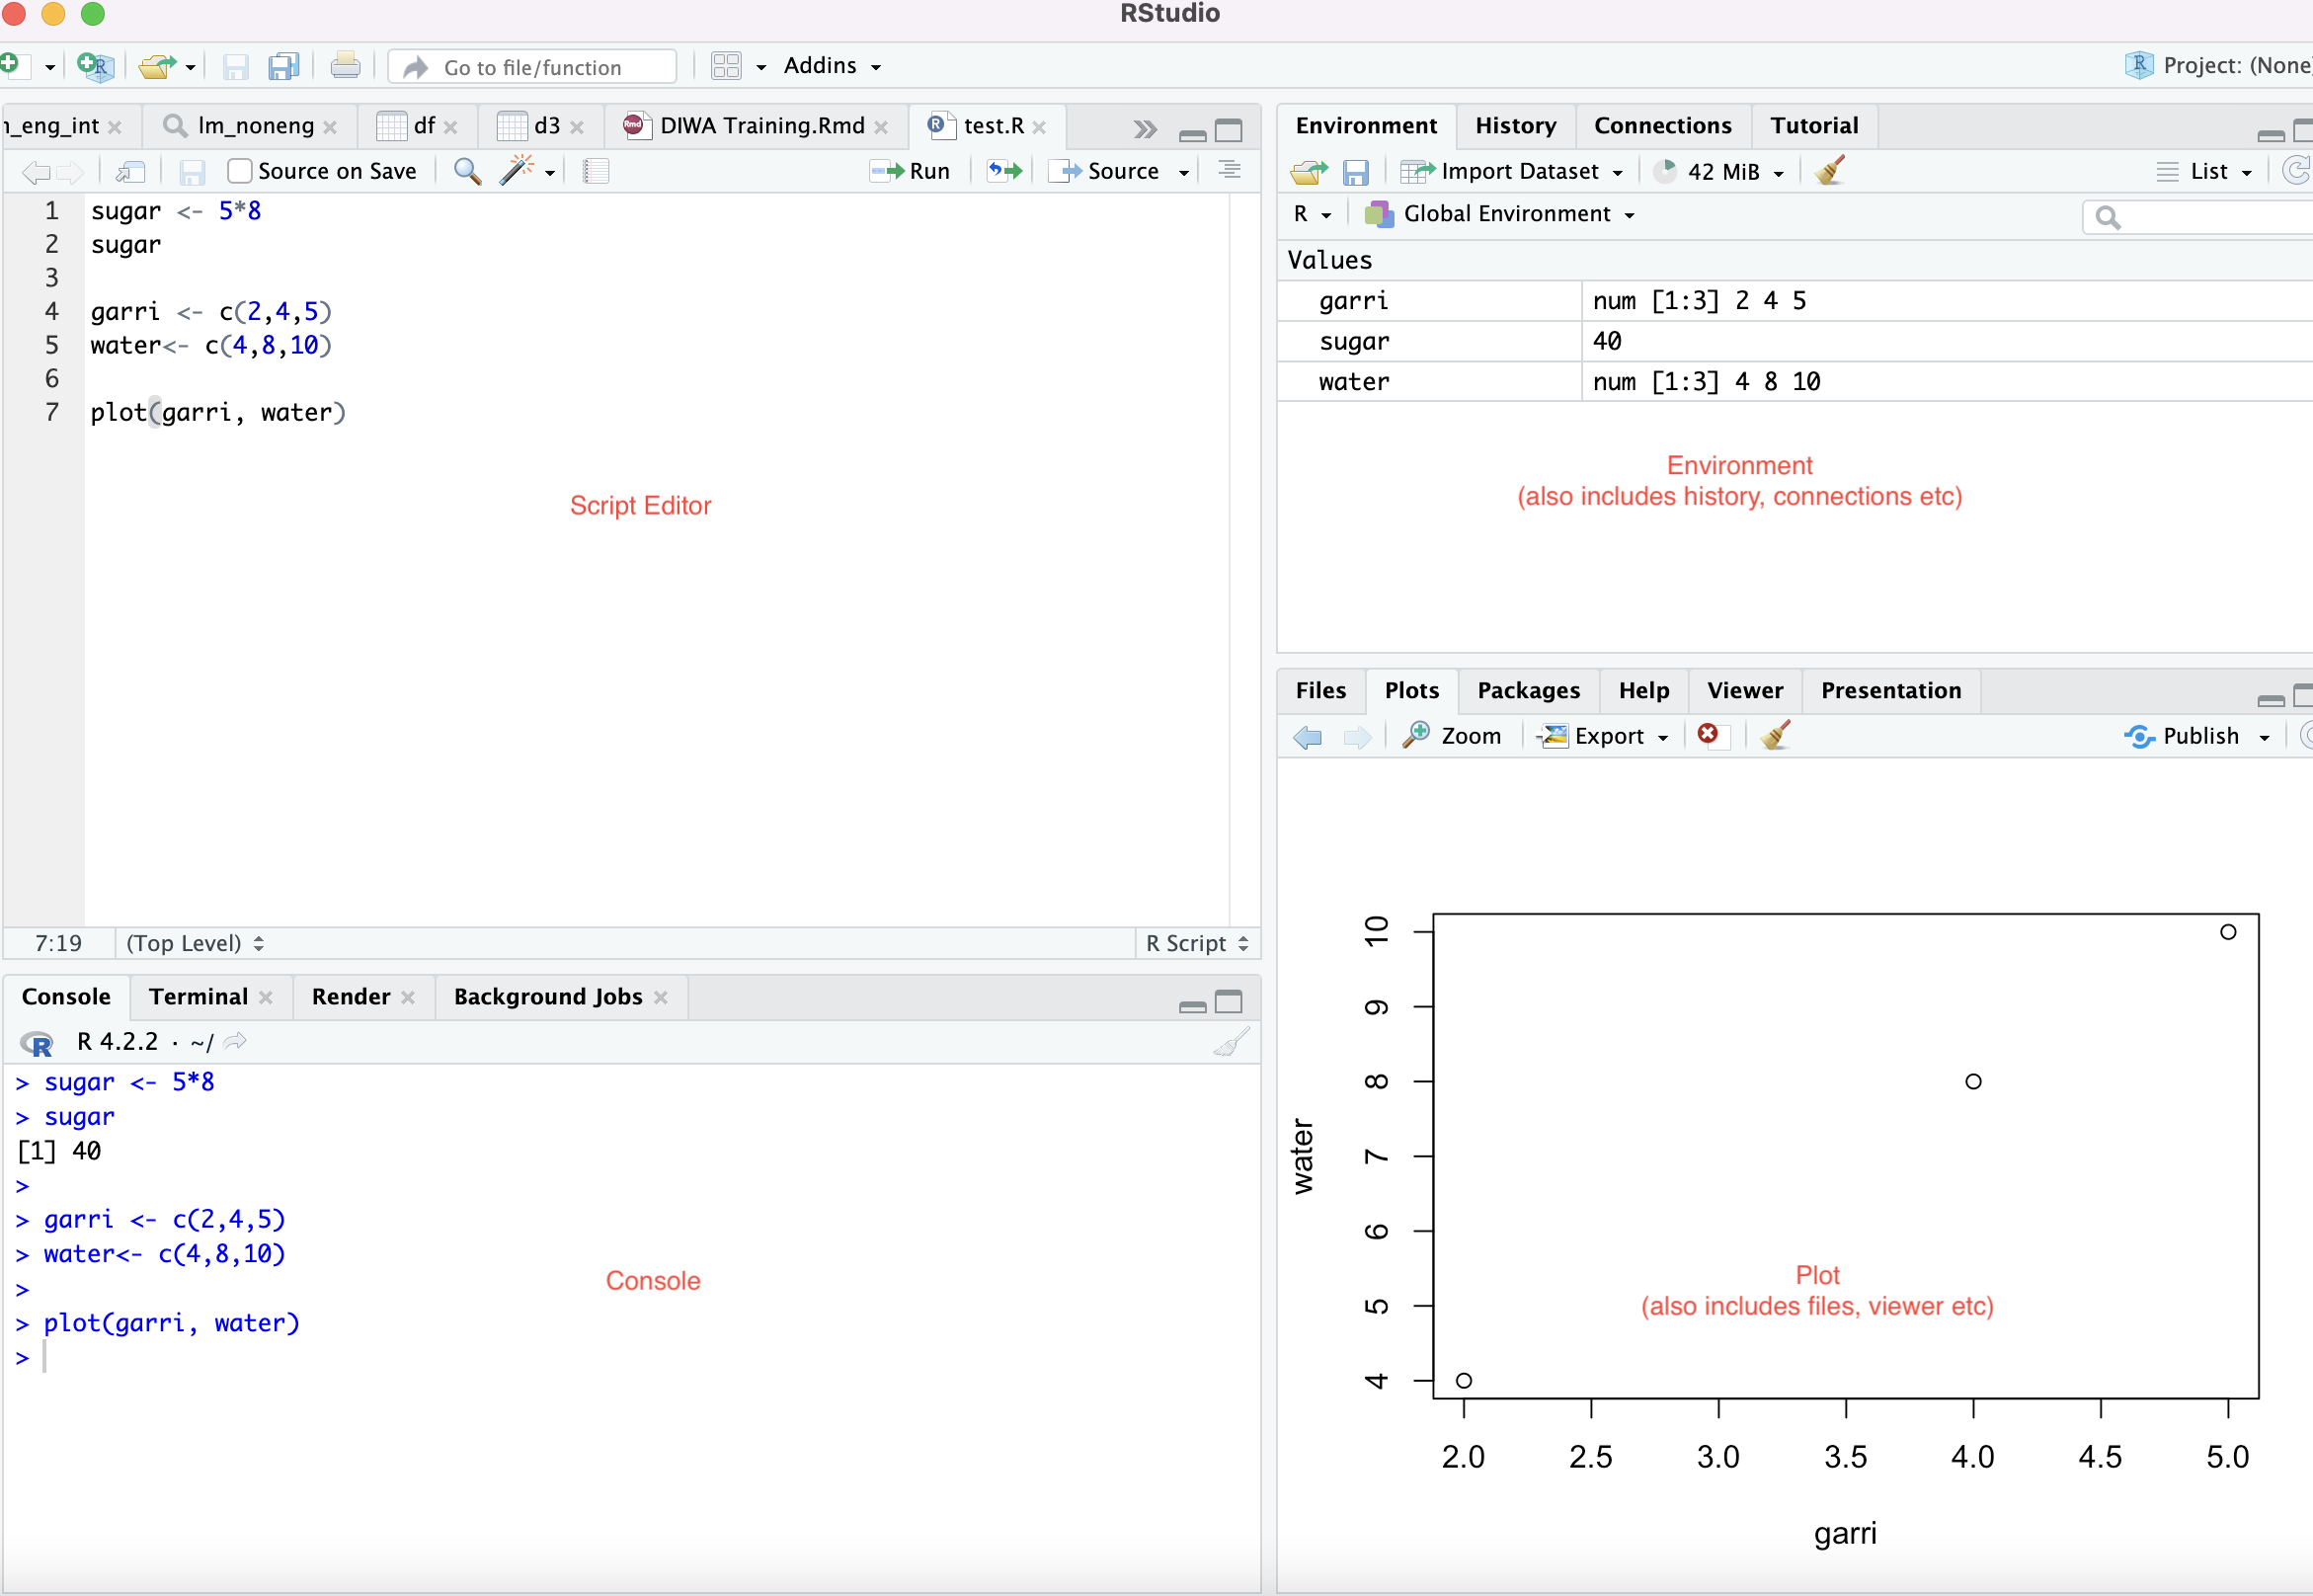 RStudio
Go to file/function
Addins
Project: (None)
n_eng_int
lm_noneng
df
d3
DIWA Training.Rmd
test.R
Source on Save
Run
Source
1 sugar <- 5*8
2 sugar
3
4 garri <- c(2,4,5)
5 water<- c(4,8,10)
6
7 plot(garri, water)
Script Editor
7:19
(Top Level)
R Script
Console
Terminal
Render
Background Jobs
R 4.2.2 · ~/
> sugar <- 5*8
> sugar
[1] 40
>
> garri <- c(2,4,5)
> water<- c(4,8,10)
>
> plot(garri, water)
>
Console
Environment
History
Connections
Tutorial
Import Dataset
42 MiB
List
R
Global Environment
Values
garri num [1:3] 2 4 5
sugar 40
water num [1:3] 4 8 10
Environment
(also includes history, connections etc)
Files
Plots
Packages
Help
Viewer
Presentation
Zoom
Export
Publish
10
9
8
7
6
5
4
water
Plot
(also includes files, viewer etc)
2.0 2.5 3.0 3.5 4.0 4.5 5.0
garri